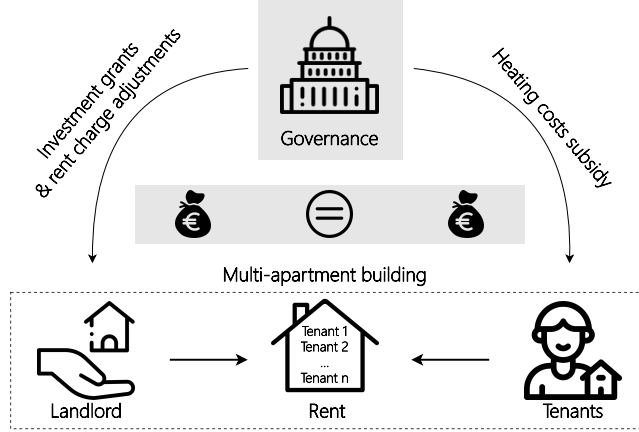 Investment grants
& rent charge adjustments
Governance
Heating costs subsidy
€
€
Multi-apartment building
Tenant 1
Tenant 2
...
Tenant n
Landlord
Rent
Tenants